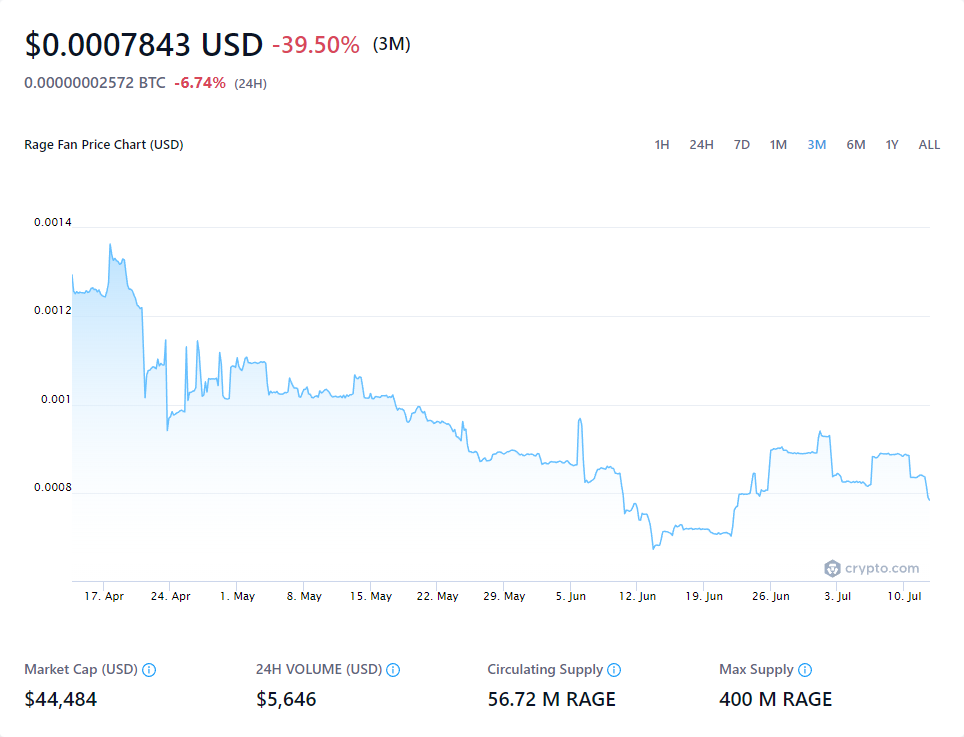 $0.0007843 USD -39.50% (3M)
0.00000002572 BTC -6.74% (24H)
Rage Fan Price Chart (USD) 1H 24H 7D 1M 3M 6M 1Y ALL
0.0014
0.0012
0.001
0.0008
crypto.com
17. Apr 24. Apr 1. May 8. May 15. May 22. May 29. May 5. Jun 12. Jun 19. Jun 26. Jun 3. Jul 10. Jul
Market Cap (USD) 24H VOLUME (USD) Circulating Supply Max Supply
$44,484 $5,646 56.72 M RAGE 400 M RAGE